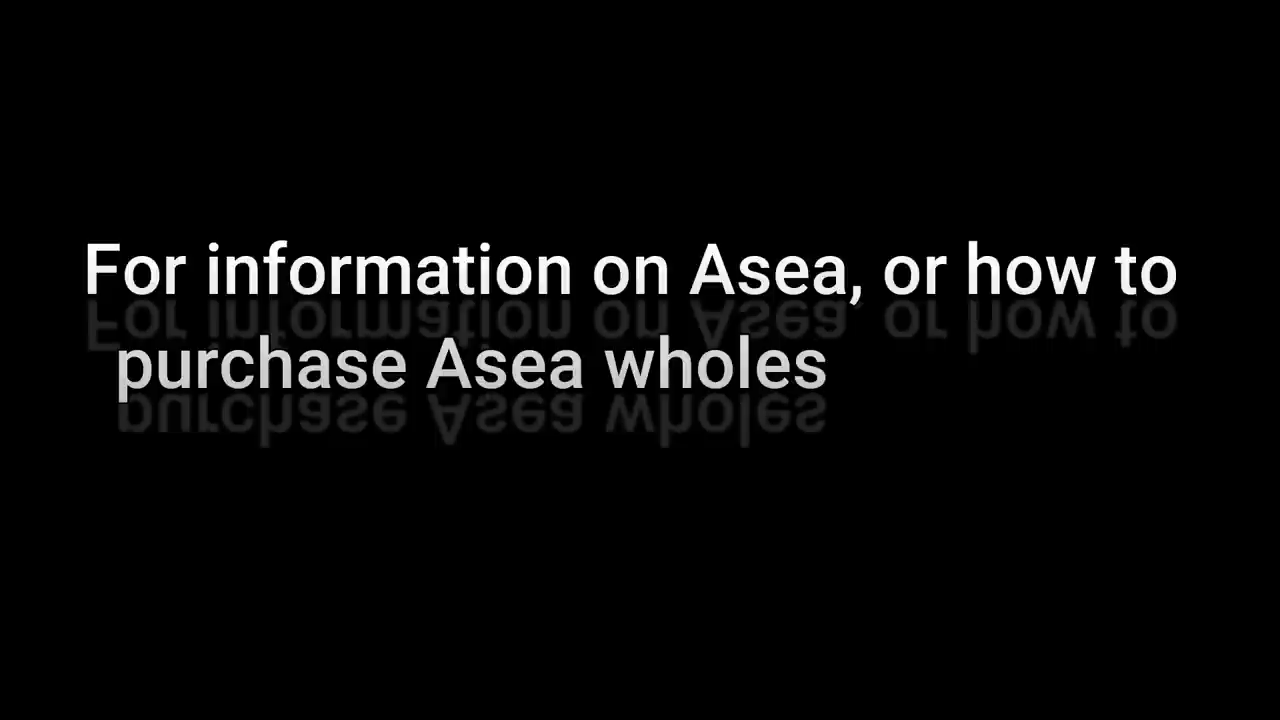 For information on Asea, or how to
purchase Asea wholes